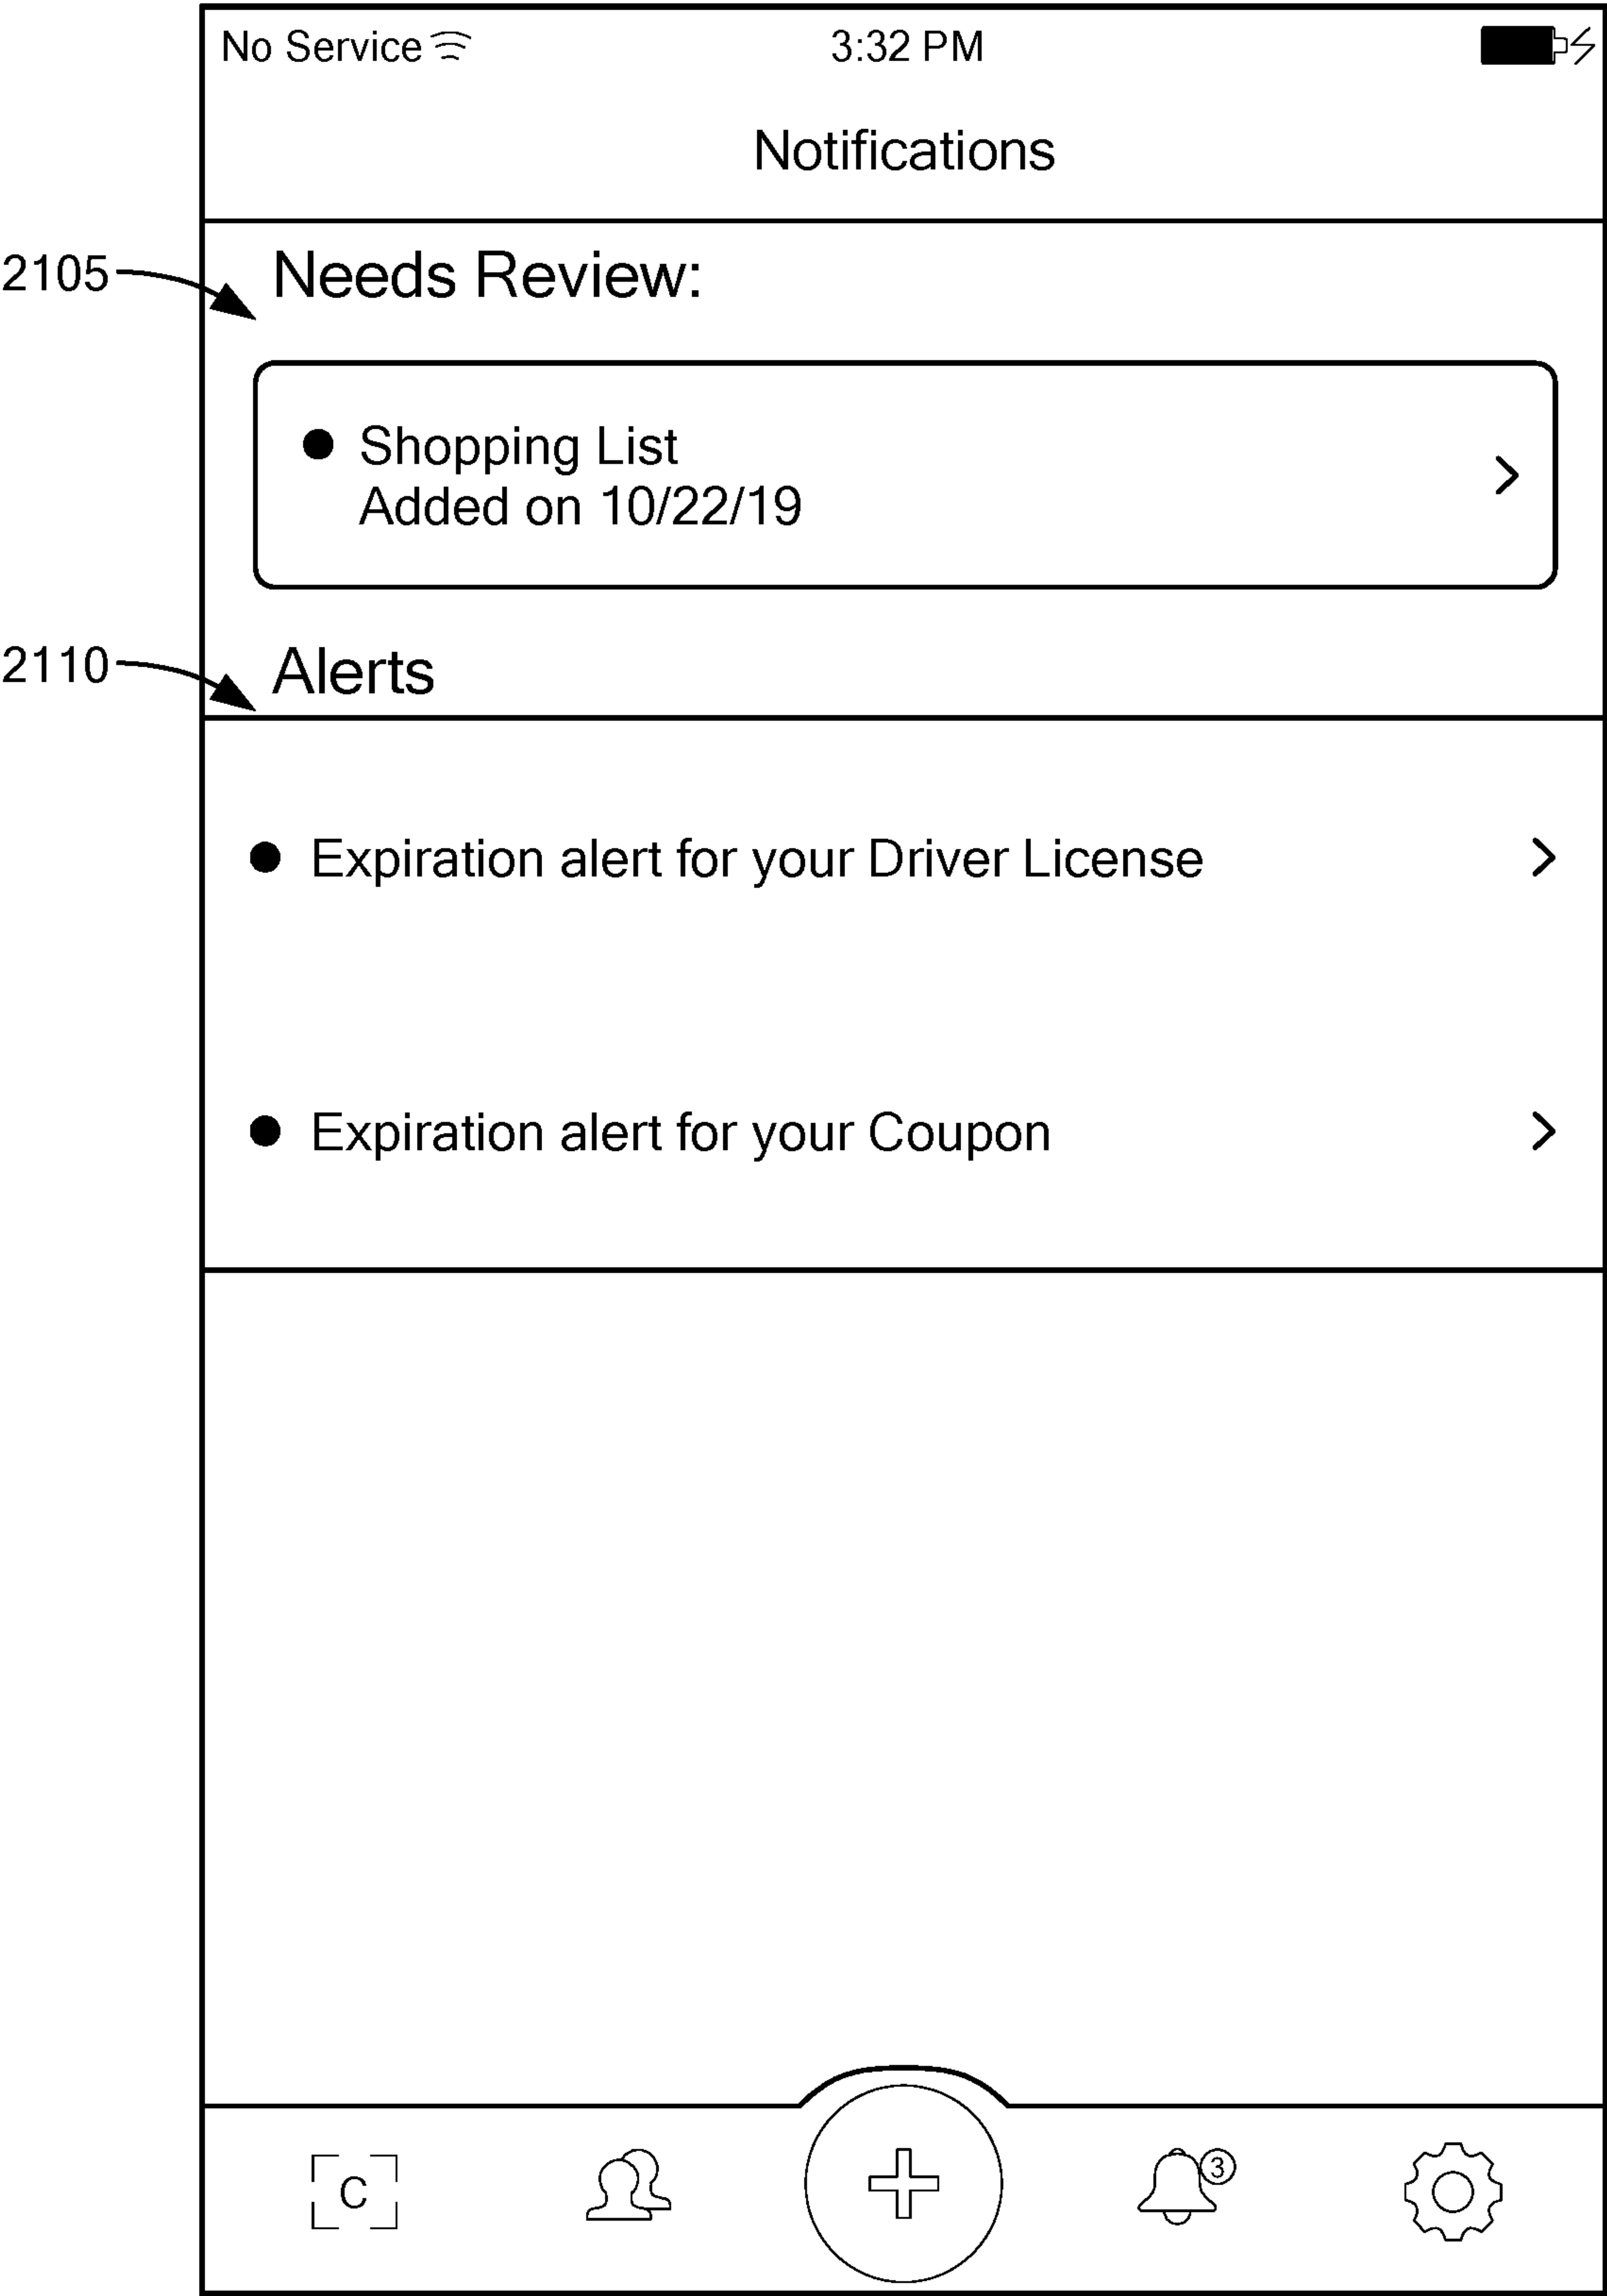 No Service
3:32 PM
Notifications
2105
Needs Review:
Shopping List
Added on 10/22/19
2110
Alerts
Expiration alert for your Driver License
Expiration alert for your Coupon
C
3